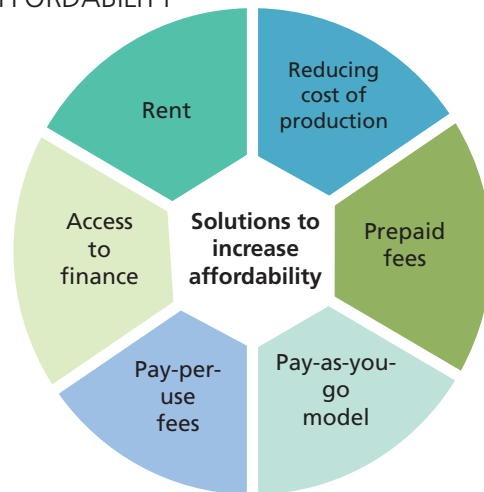 Rent
Reducing
cost of
production
Access
to
finance
Solutions to
increase
affordability
Prepaid
fees
Pay-per-
use
fees
Pay-as-you-
go
model